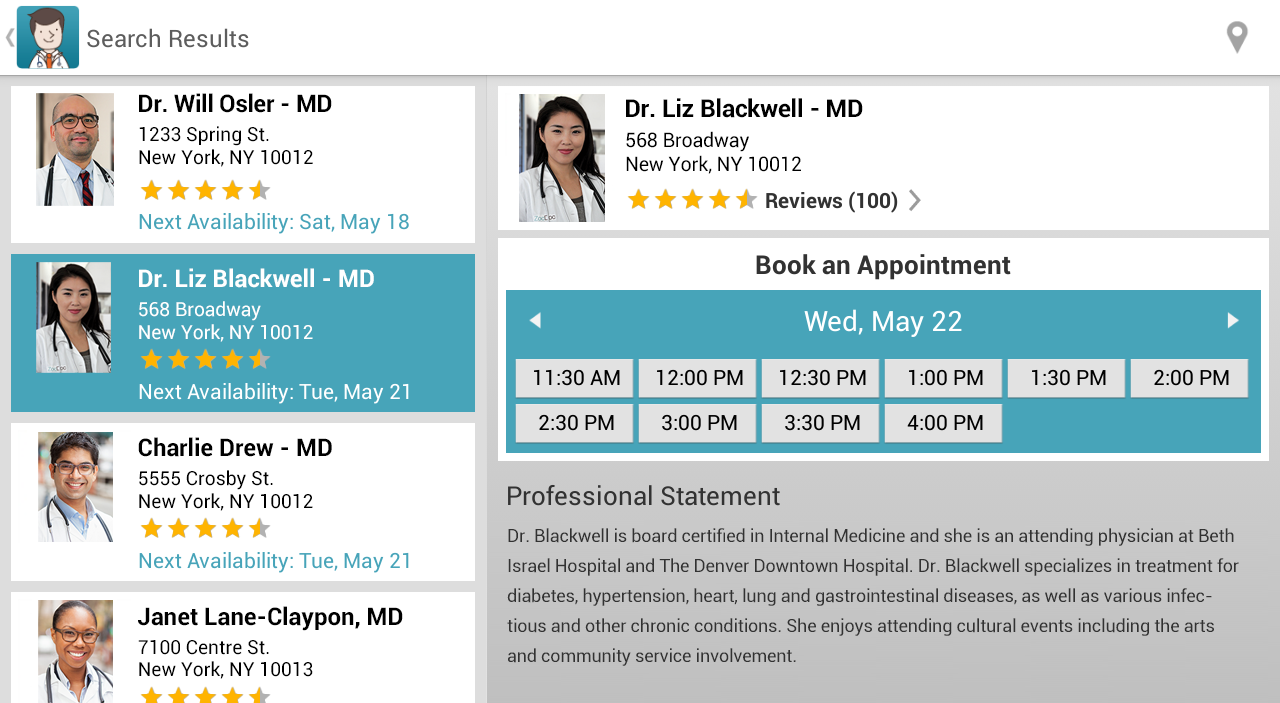 Search Results
Dr. Will Osler - MD
1233 Spring St.
New York, NY 10012
Next Availability: Sat, May 18
Dr. Liz Blackwell - MD
568 Broadway
New York, NY 10012
Next Availability: Tue, May 21
Charlie Drew - MD
5555 Crosby St.
New York, NY 10012
Next Availability: Tue, May 21
Janet Lane-Claypon, MD
7100 Centre St.
New York, NY 10013
Dr. Liz Blackwell - MD
568 Broadway
New York, NY 10012
Reviews (100)
Book an Appointment
Wed, May 22
11:30 AM 12:00 PM 12:30 PM 1:00 PM 1:30 PM 2:00 PM
2:30 PM 3:00 PM 3:30 PM 4:00 PM
Professional Statement
Dr. Blackwell is board certified in Internal Medicine and she is an attending physician at Beth
Israel Hospital and The Denver Downtown Hospital. Dr. Blackwell specializes in treatment for
diabetes, hypertension, heart, lung and gastrointestinal diseases, as well as various infec-
tious and other chronic conditions. She enjoys attending cultural events including the arts
and community service involvement.